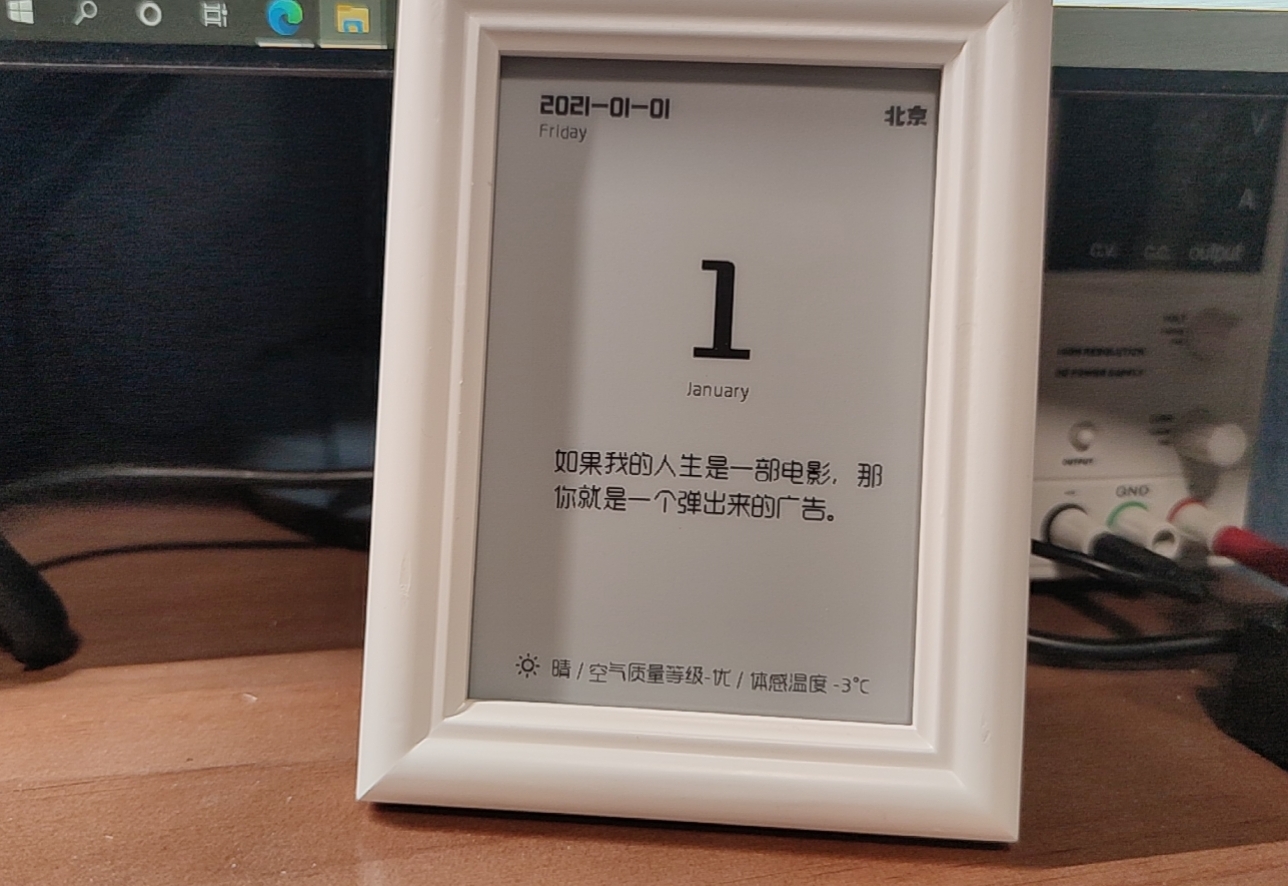 2021-01-01
北京
Friday
1
January
如果我的人生是一部电影，那
你就是一个弹出来的广告。
晴 / 空气质量等级-优 / 体感温度 -3℃
V
A
C.V. C.C. output
OUTPUT
- GND